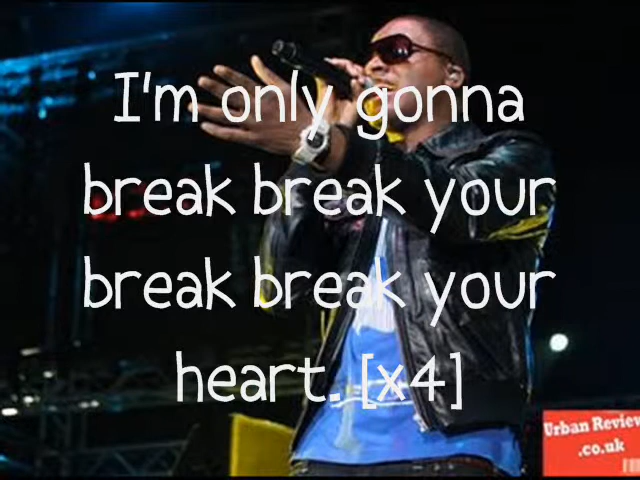 I'm only gonna
break break your
break break your
heart. [x4]
Urban Review
.co.uk